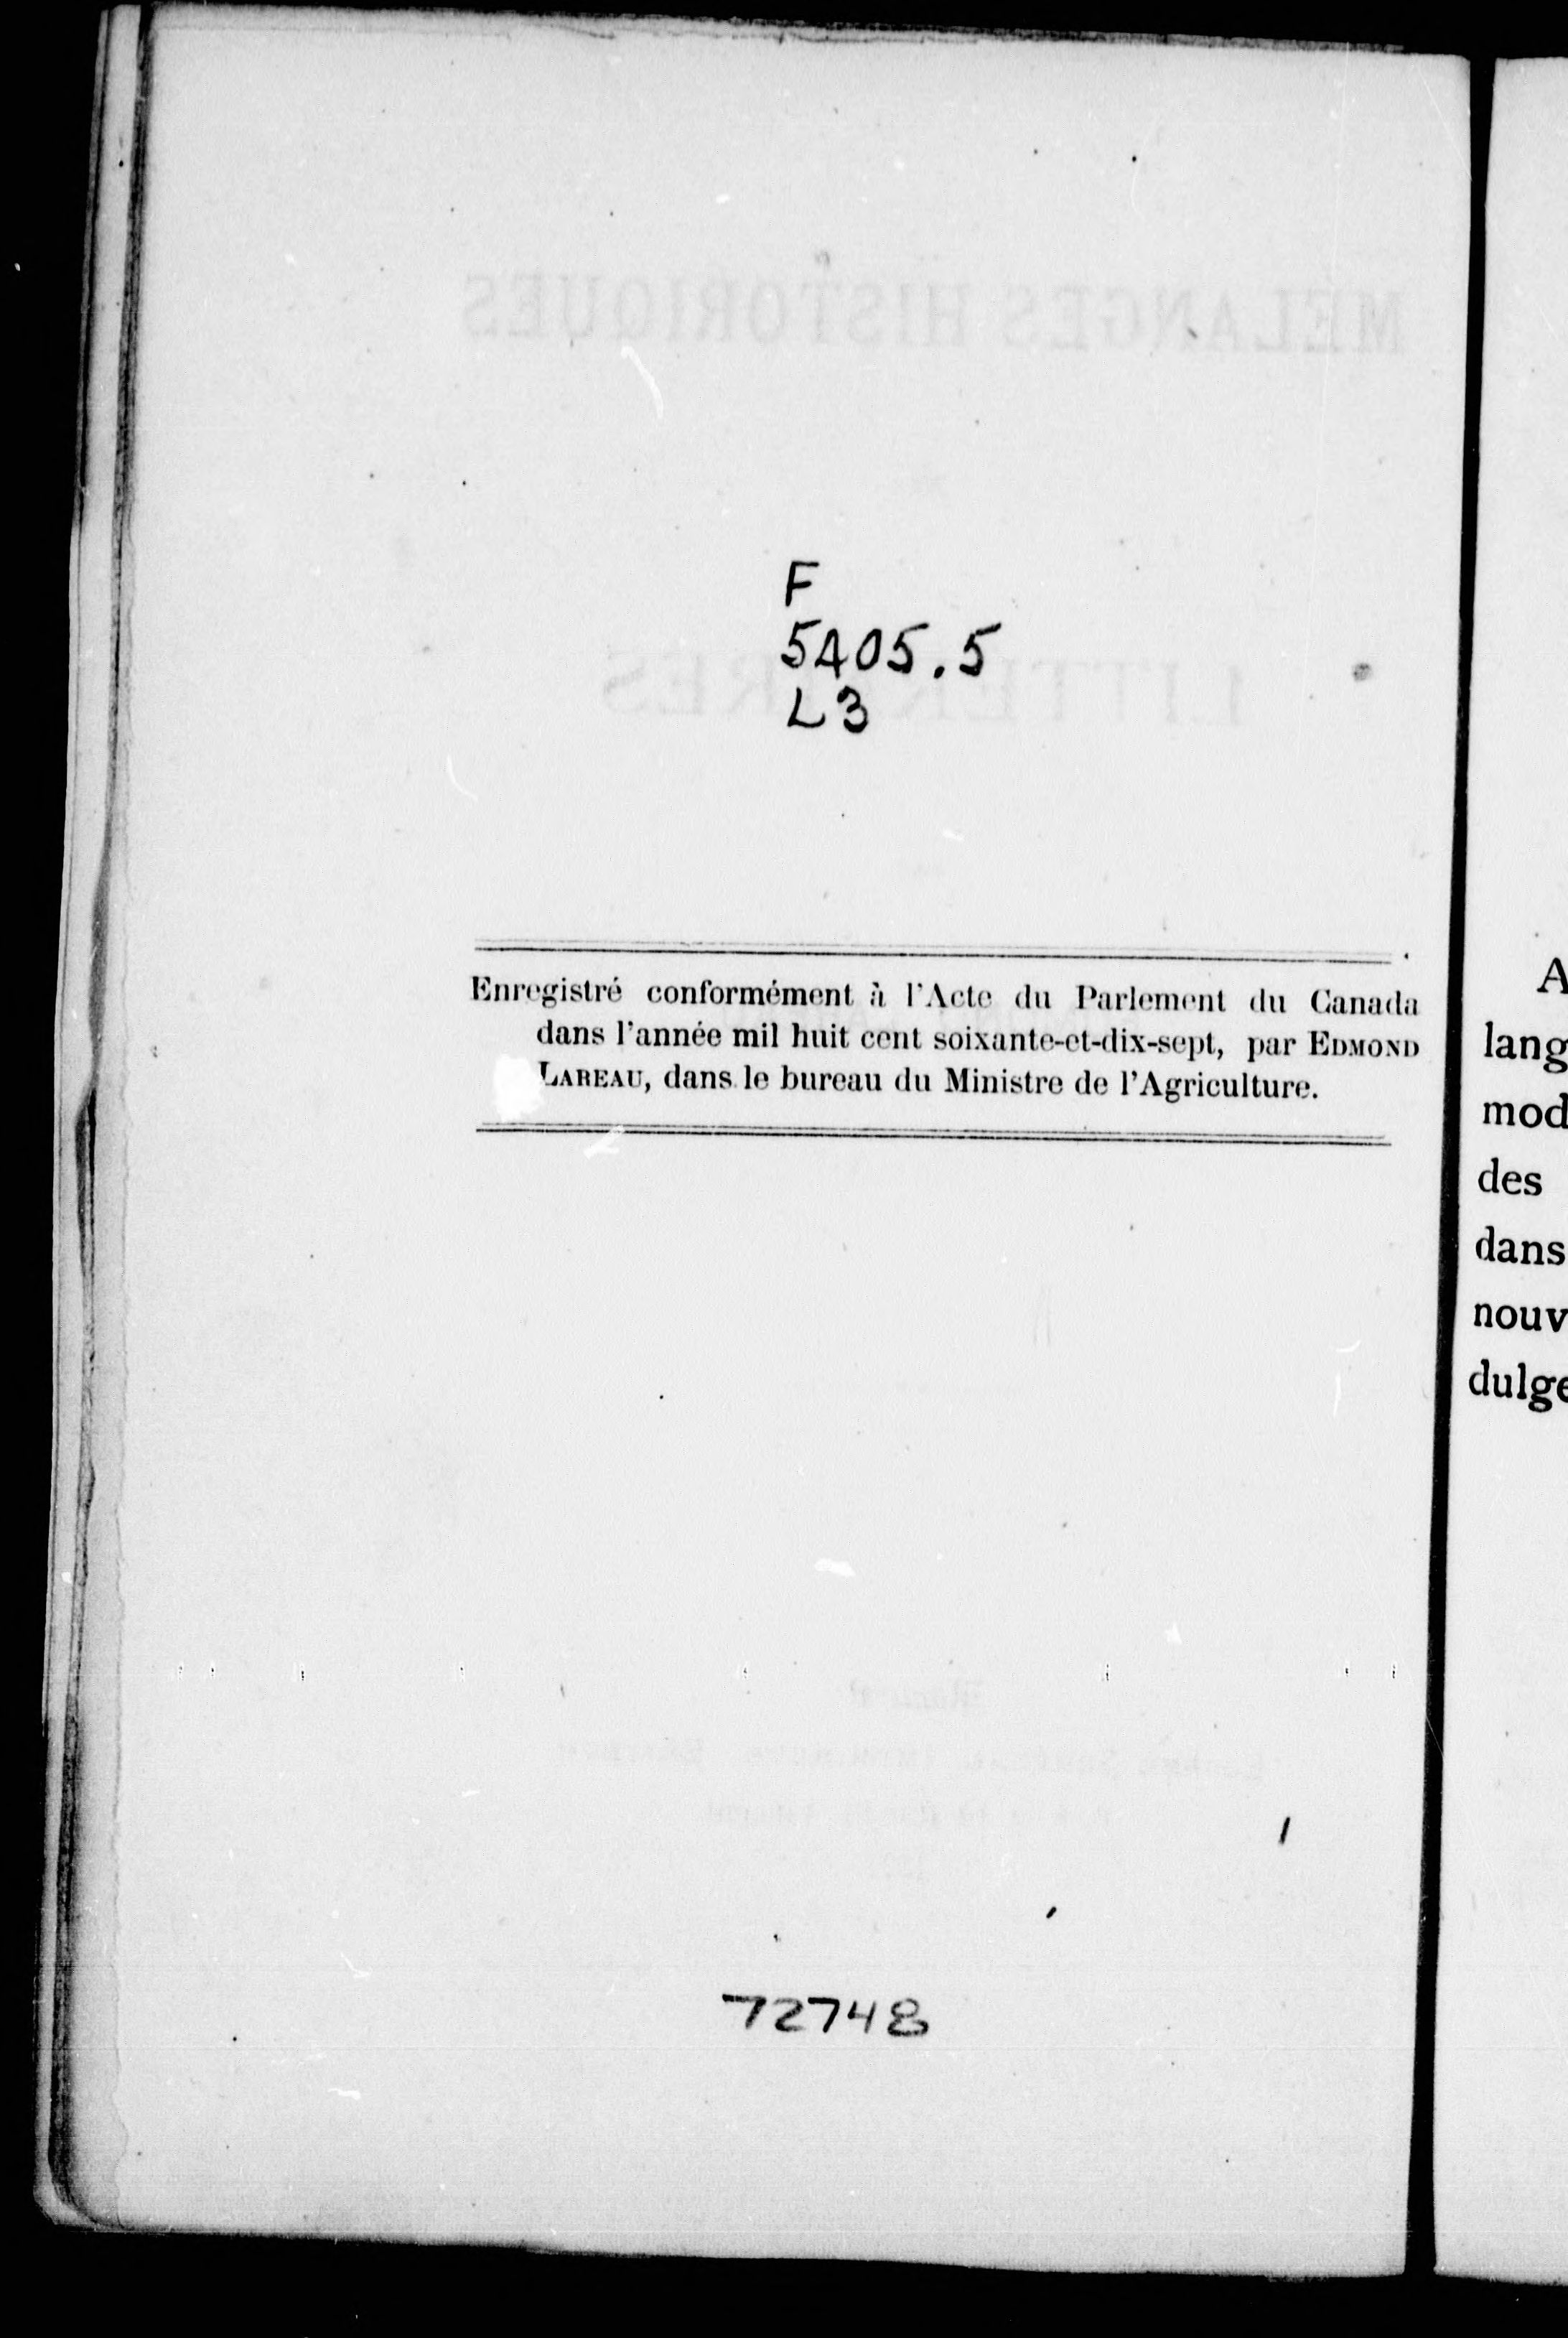 F
5405.5
L3
Enregistré conformément à l'Acte du Parlement du Canada
dans l'année mil huit cent soixante-et-dix-sept, par EDMOND
LAREAU, dans le bureau du Ministre de l'Agriculture.
72748
A
lang
mod
des
dans
nouv
dulge